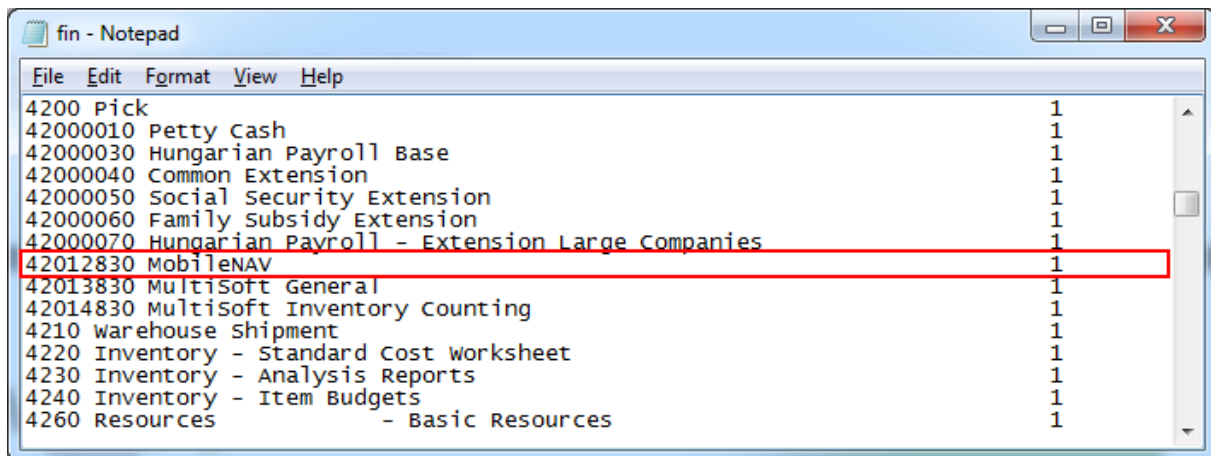 fin - Notepad
File Edit Format View Help
4200 Pick 1
42000010 Petty Cash 1
42000030 Hungarian Payroll Base 1
42000040 Common Extension 1
42000050 Social Security Extension 1
42000060 Family Subsidy Extension 1
42000070 Hungarian Payroll - Extension Large Companies 1
42012830 MobileNAV 1
42013830 MultiSoft General 1
42014830 MultiSoft Inventory Counting 1
4210 Warehouse Shipment 1
4220 Inventory - Standard Cost Worksheet 1
4230 Inventory - Analysis Reports 1
4240 Inventory - Item Budgets 1
4260 Resources - Basic Resources 1